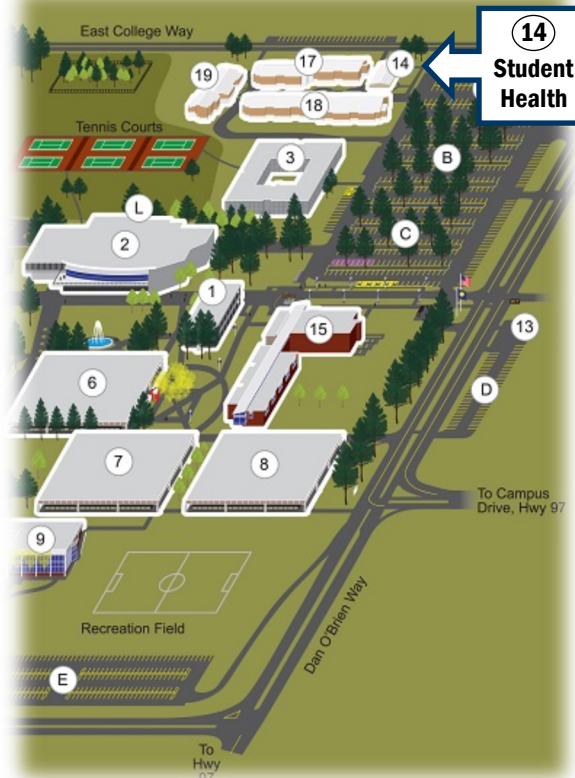 East College Way
14
Student
Health
17
14
19
18
Tennis Courts
3
B
L
C
2
1
15
13
6
D
7
8
To Campus
Drive, Hwy 97
9
Recreation Field
Dan O'Brien Way
E
To
Hwy
97